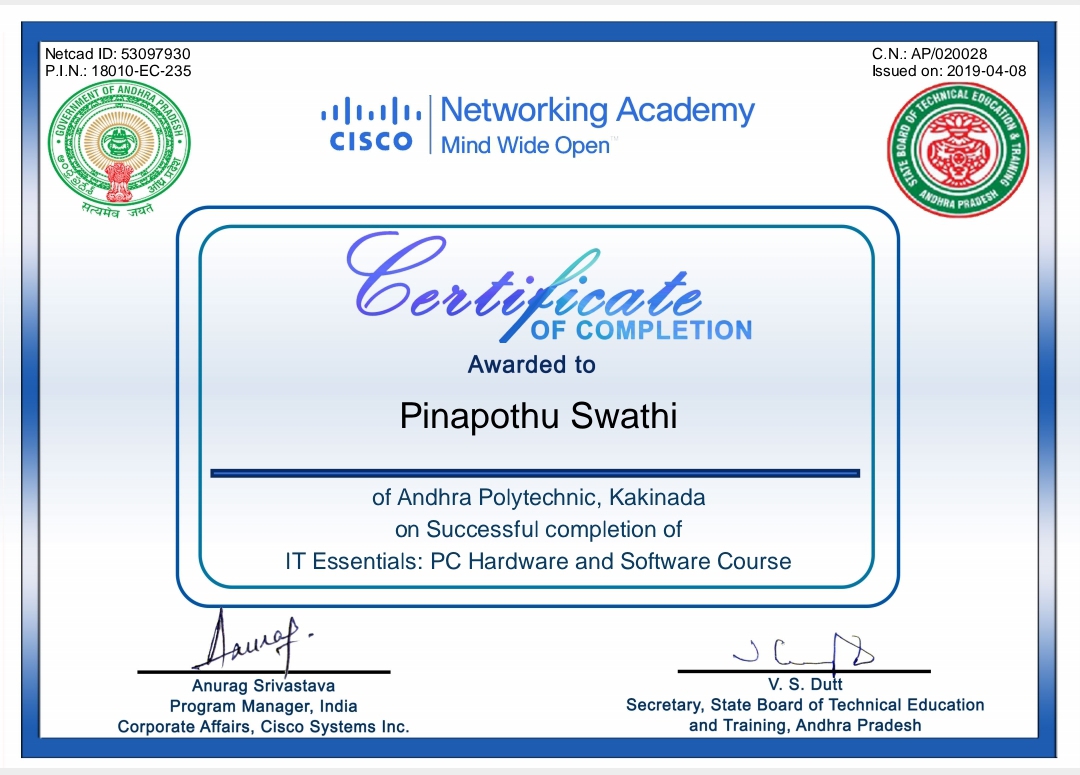 Netcad ID: 53097930
P.I.N.: 18010-EC-235
C.N.: AP/020028
Issued on: 2019-04-08
GOVERNMENT OF ANDHRA PRADESH
आन्ध्र प्रदेश
सत्यमेव जयते
CISCO
Networking Academy
Mind Wide Open™
STATE BOARD OF TECHNICAL EDUCATION & TRAINING
ANDHRA PRADESH
Certificate
OF COMPLETION
Awarded to
Pinapothu Swathi
of Andhra Polytechnic, Kakinada
on Successful completion of
IT Essentials: PC Hardware and Software Course
Anurag.
Anurag Srivastava
Program Manager, India
Corporate Affairs, Cisco Systems Inc.
V. S. Dutt
Secretary, State Board of Technical Education
and Training, Andhra Pradesh